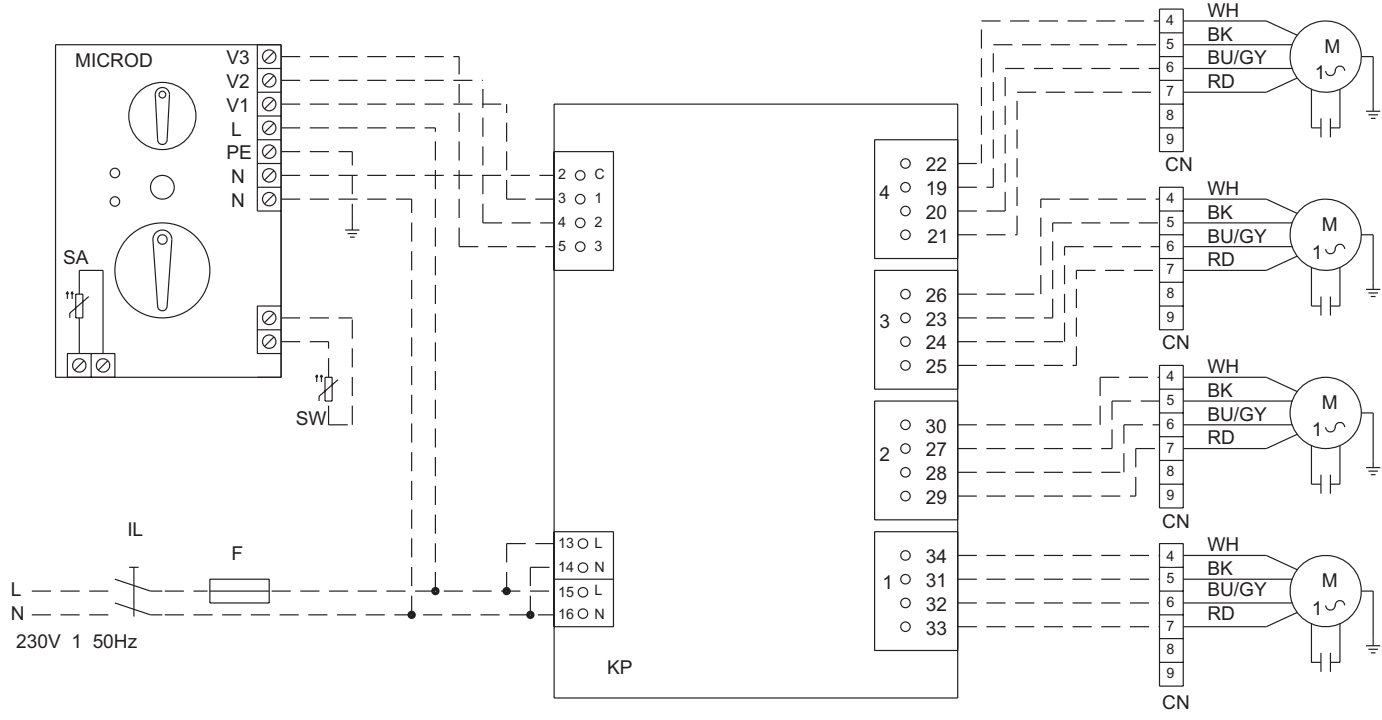 MICROD
V3
V2
V1
L
PE
N
N
SA
SW
2 C
3 1
4 2
5 3
13 L
14 N
15 L
16 N
KP
IL
F
L
N
230V 1 50Hz
4
22
19
20
21
3
26
23
24
25
2
30
27
28
29
1
34
31
32
33
4 WH
5 BK
6 BU/GY
7 RD
8
9
CN
M
1
4 WH
5 BK
6 BU/GY
7 RD
8
9
CN
M
1
4 WH
5 BK
6 BU/GY
7 RD
8
9
CN
M
1
4 WH
5 BK
6 BU/GY
7 RD
8
9
CN
M
1